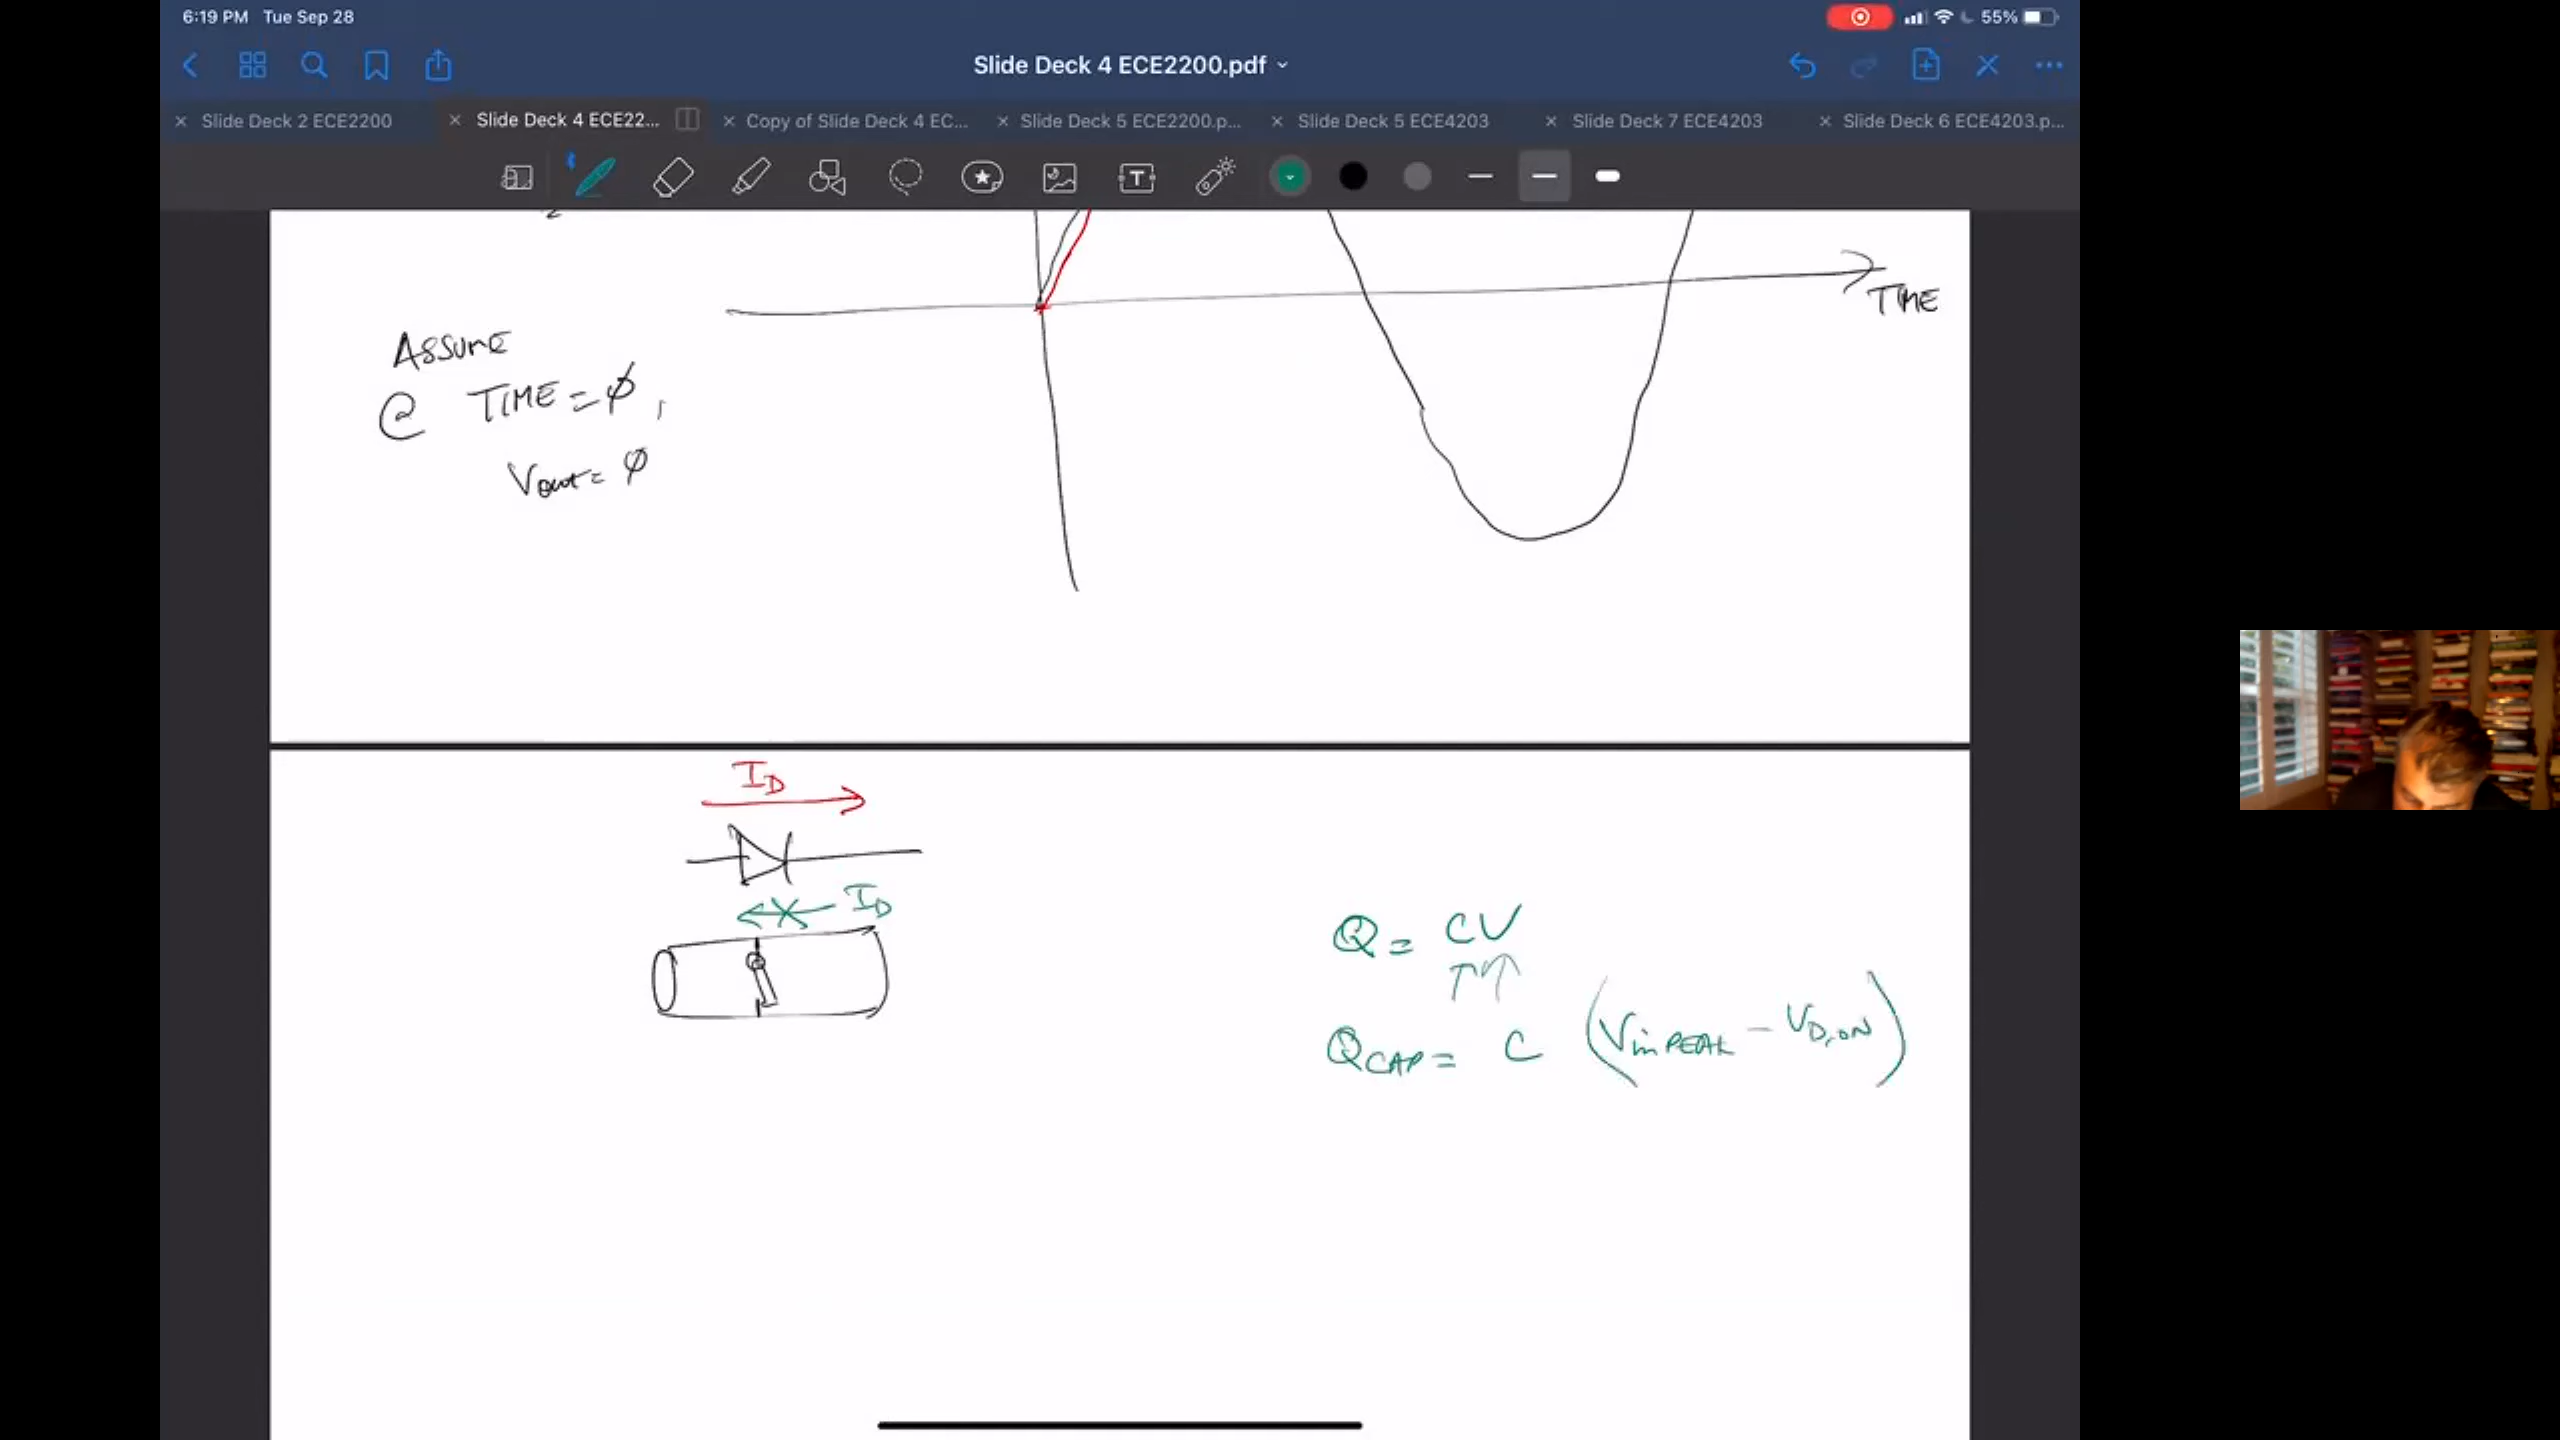 6:19 PM Tue Sep 28
55%
Slide Deck 4 ECE2200.pdf
Slide Deck 2 ECE2200
Slide Deck 4 ECE22...
Copy of Slide Deck 4 EC...
Slide Deck 5 ECE2200.p...
Slide Deck 5 ECE4203
Slide Deck 7 ECE4203
Slide Deck 6 ECE4203.p...
T
2
TIME
ASSUME
@ TIME = ϕ,
Vout = ϕ
ID
ID
Q = CV
QCAP = C (Vin PEAK - VD,ON)